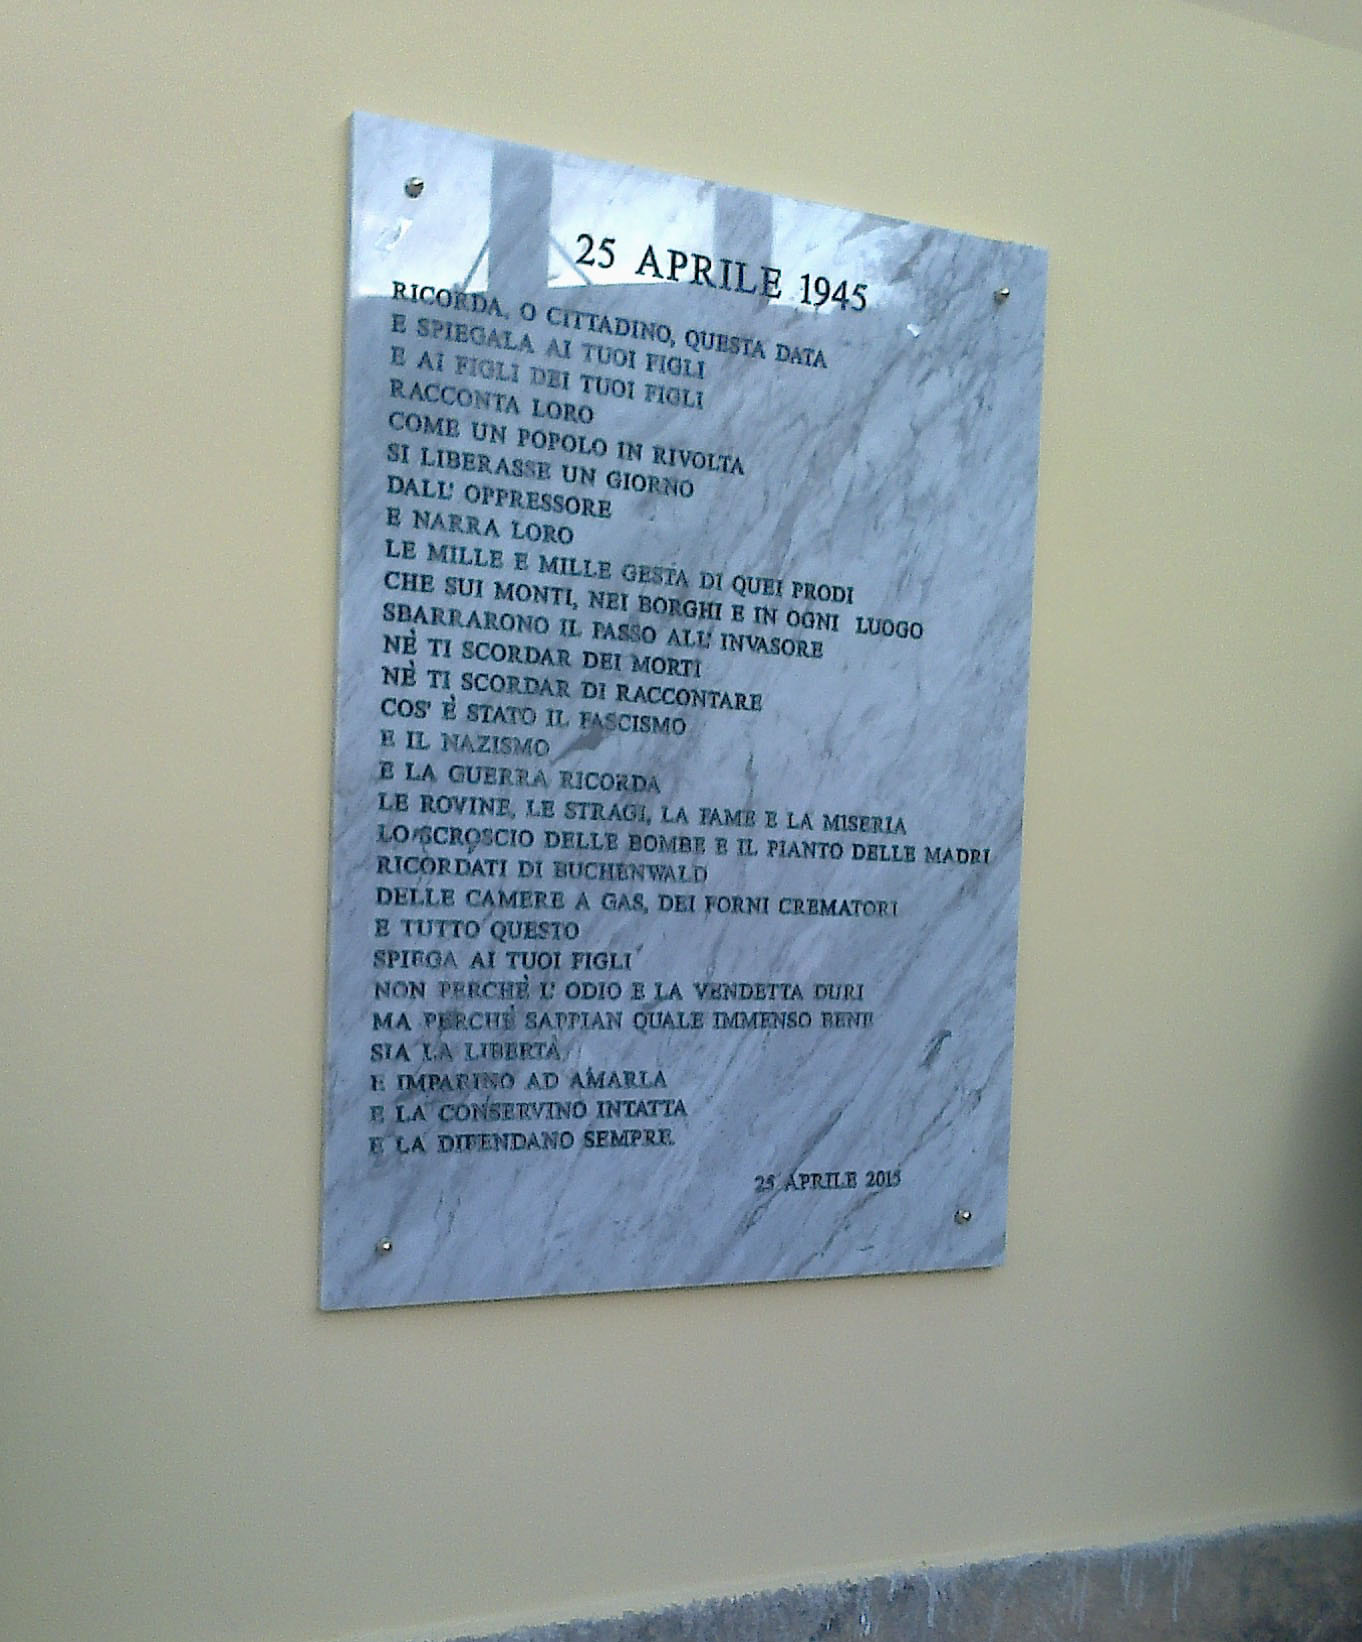 25 APRILE 1945
RICORDA, O CITTADINO, QUESTA DATA
E SPIEGALA AI TUOI FIGLI
E AI FIGLI DEI TUOI FIGLI
RACCONTA LORO
COME UN POPOLO IN RIVOLTA
SI LIBERASSE UN GIORNO
DALL' OPPRESSORE
E NARRA LORO
LE MILLE E MILLE GESTA DI QUEI PRODI
CHE SUI MONTI, NEI BORGHI E IN OGNI LUOGO
SBARRARONO IL PASSO ALL' INVASORE
NÈ TI SCORDAR DEI MORTI
NÈ TI SCORDAR DI RACCONTARE
COS' È STATO IL FASCISMO
E IL NAZISMO
E LA GUERRA RICORDA
LE ROVINE, LE STRAGI, LA FAME E LA MISERIA
LO SCROSCIO DELLE BOMBE E IL PIANTO DELLE MADRI
RICORDATI DI BUCHENWALD
DELLE CAMERE A GAS, DEI FORNI CREMATORI
E TUTTO QUESTO
SPIEGA AI TUOI FIGLI
NON PERCHÈ L' ODIO E LA VENDETTA DURI
MA PERCHÈ SAPPIAN QUALE IMMENSO BENE
SIA LA LIBERTÀ
E IMPARINO AD AMARLA
E LA CONSERVINO INTATTA
E LA DIFENDANO SEMPRE.
25 APRILE 2015